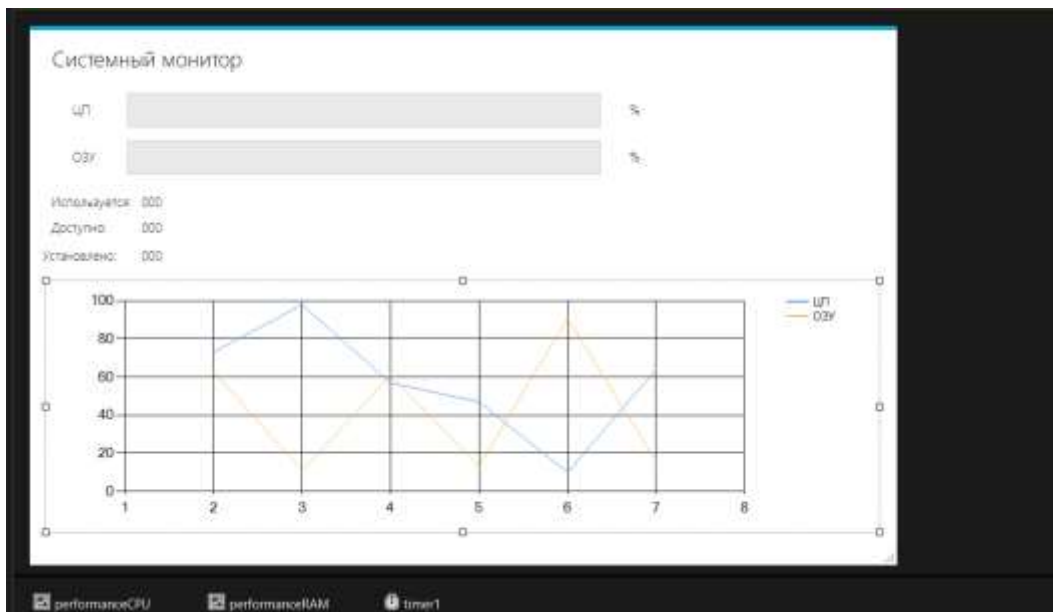 Системный монитор
ЦП %
ОЗУ %
Используется: 000
Доступно: 000
Установлено: 000
100
80
60
40
20
0
1 2 3 4 5 6 7 8
ЦП
ОЗУ
performanceCPU performanceRAM timer1